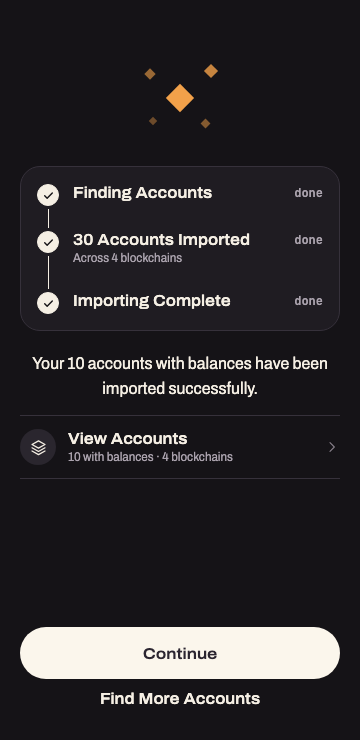 Finding Accounts done
30 Accounts Imported done
Across 4 blockchains
Importing Complete done
Your 10 accounts with balances have been
imported successfully.
View Accounts
10 with balances · 4 blockchains
Continue
Find More Accounts